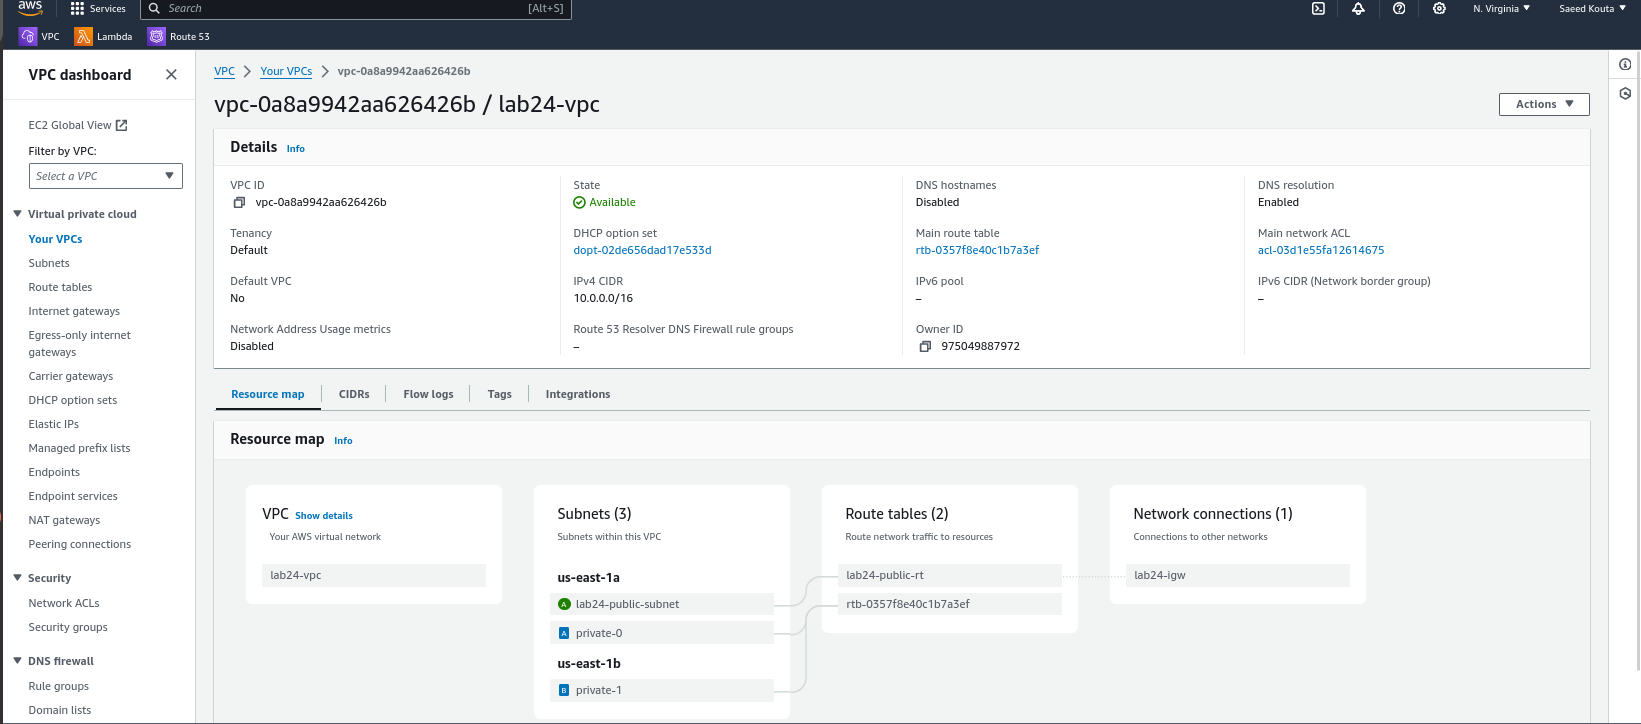 aws
Services
Search
[Alt+S]
N. Virginia
Saeed Kouta
VPC
Lambda
Route 53
VPC dashboard
EC2 Global View
Filter by VPC:
Select a VPC
Virtual private cloud
Your VPCs
Subnets
Route tables
Internet gateways
Egress-only internet
gateways
Carrier gateways
DHCP option sets
Elastic IPs
Managed prefix lists
Endpoints
Endpoint services
NAT gateways
Peering connections
Security
Network ACLs
Security groups
DNS firewall
Rule groups
Domain lists
VPC
Your VPCs
vpc-0a8a9942aa626426b
vpc-0a8a9942aa626426b / lab24-vpc
Actions
Details Info
VPC ID
vpc-0a8a9942aa626426b
State
Available
DNS hostnames
Disabled
DNS resolution
Enabled
Tenancy
Default
DHCP option set
dopt-02de656dad17e533d
Main route table
rtb-0357f8e40c1b7a3ef
Main network ACL
acl-03d1e55fa12614675
Default VPC
No
IPv4 CIDR
10.0.0.0/16
IPv6 pool
–
IPv6 CIDR (Network border group)
–
Network Address Usage metrics
Disabled
Route 53 Resolver DNS Firewall rule groups
–
Owner ID
975049887972
Resource map
CIDRs
Flow logs
Tags
Integrations
Resource map Info
VPC Show details
Your AWS virtual network
lab24-vpc
Subnets (3)
Subnets within this VPC
us-east-1a
A lab24-public-subnet
A private-0
us-east-1b
B private-1
Route tables (2)
Route network traffic to resources
lab24-public-rt
rtb-0357f8e40c1b7a3ef
Network connections (1)
Connections to other networks
lab24-igw